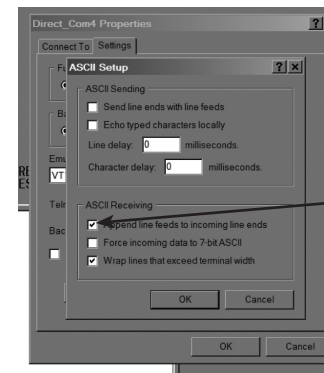 Direct_Com4 Properties ?
Connect To Settings
ASCII Setup ? ×
ASCII Sending
Send line ends with line feeds
Echo typed characters locally
Line delay: 0 milliseconds.
Character delay: 0 milliseconds.
ASCII Receiving
Append line feeds to incoming line ends
Force incoming data to 7-bit ASCII
Wrap lines that exceed terminal width
OK Cancel
OK Cancel
Fu
Ba
Emu
VT
Teln
Bac